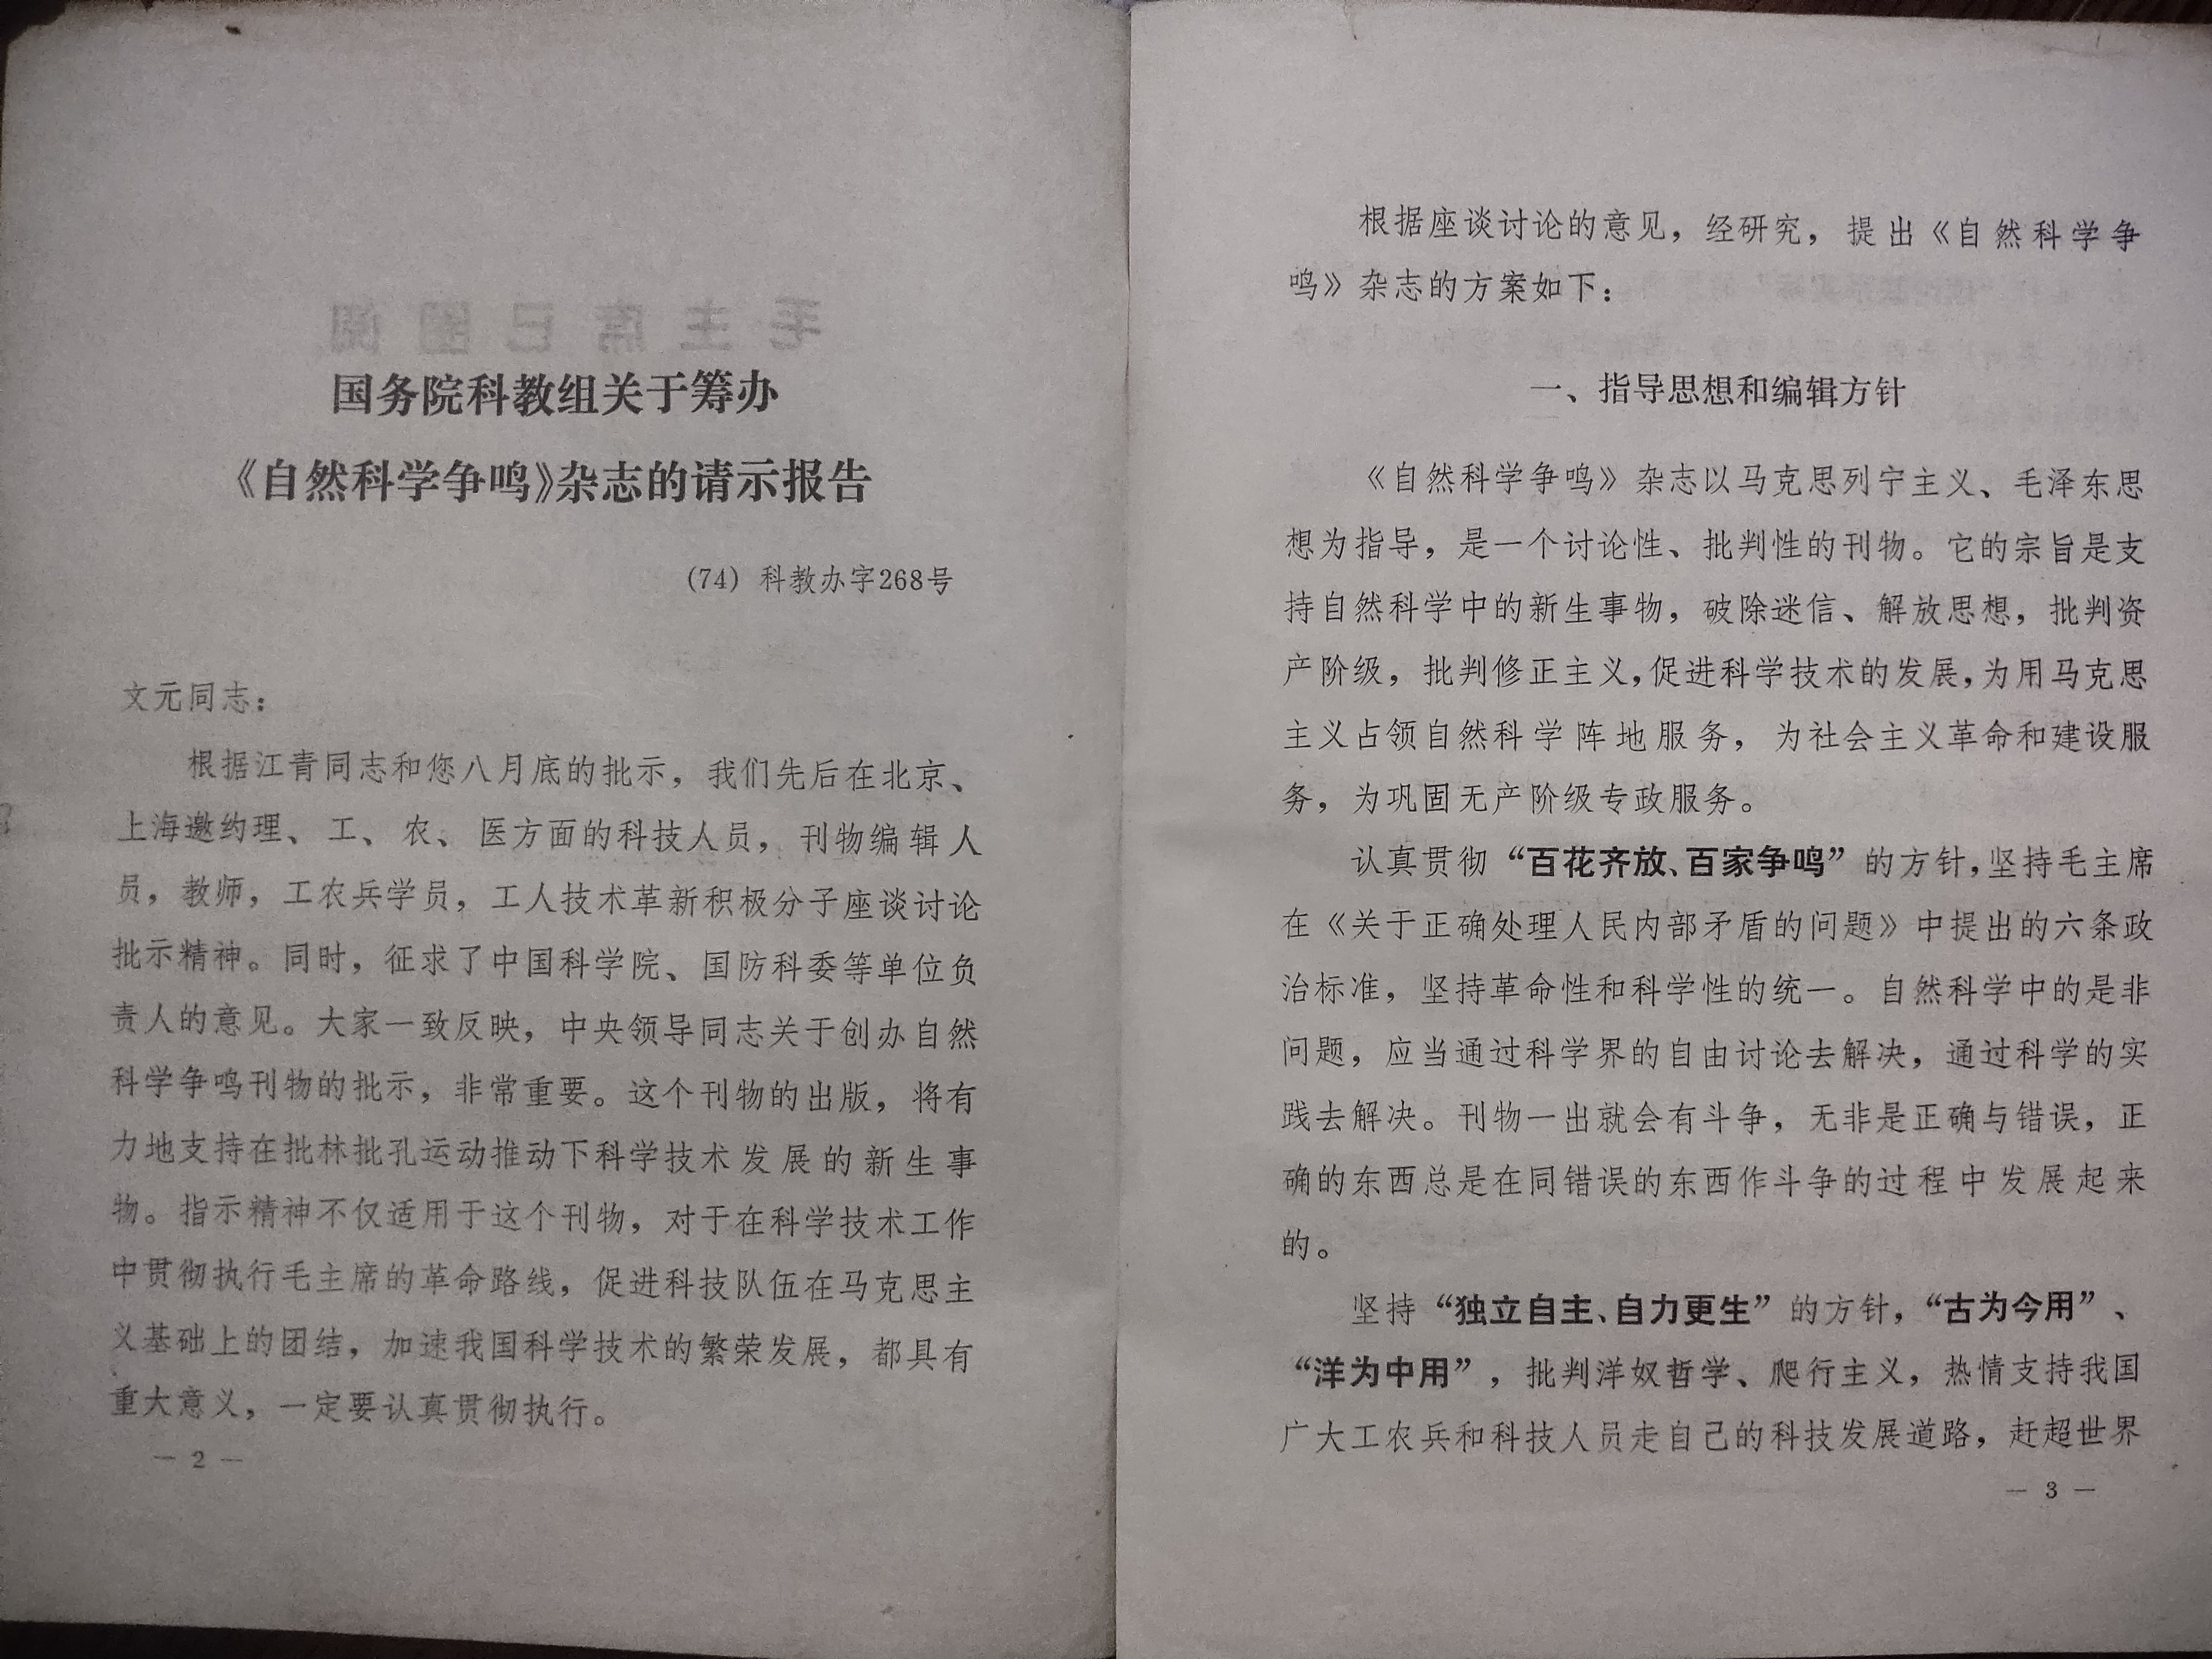 毛主席已圈阅
国务院科教组关于筹办
《自然科学争鸣》杂志的请示报告
(74) 科教办字268号
文元同志：
根据江青同志和您八月底的批示，我们先后在北京、
上海邀约理、工、农、医方面的科技人员，刊物编辑人
员，教师，工农兵学员，工人技术革新积极分子座谈讨论
批示精神。同时，征求了中国科学院、国防科委等单位负
责人的意见。大家一致反映，中央领导同志关于创办自然
科学争鸣刊物的批示，非常重要。这个刊物的出版，将有
力地支持在批林批孔运动推动下科学技术发展的新生事
物。指示精神不仅适用于这个刊物，对于在科学技术工作
中贯彻执行毛主席的革命路线，促进科技队伍在马克思主
义基础上的团结，加速我国科学技术的繁荣发展，都具有
重大意义，一定要认真贯彻执行。
— 2 —
根据座谈讨论的意见，经研究，提出《自然科学争
鸣》杂志的方案如下：
一、指导思想和编辑方针
《自然科学争鸣》杂志以马克思列宁主义、毛泽东思
想为指导，是一个讨论性、批判性的刊物。它的宗旨是支
持自然科学中的新生事物，破除迷信、解放思想，批判资
产阶级，批判修正主义，促进科学技术的发展，为用马克思
主义占领自然科学阵地服务，为社会主义革命和建设服
务，为巩固无产阶级专政服务。
认真贯彻“百花齐放、百家争鸣”的方针，坚持毛主席
在《关于正确处理人民内部矛盾的问题》中提出的六条政
治标准，坚持革命性和科学性的统一。自然科学中的是非
问题，应当通过科学界的自由讨论去解决，通过科学的实
践去解决。刊物一出就会有斗争，无非是正确与错误，正
确的东西总是在同错误的东西作斗争的过程中发展起来
的。
坚持“独立自主、自力更生”的方针，“古为今用”、
“洋为中用”，批判洋奴哲学、爬行主义，热情支持我国
广大工农兵和科技人员走自己的科技发展道路，赶超世界
— 3 —